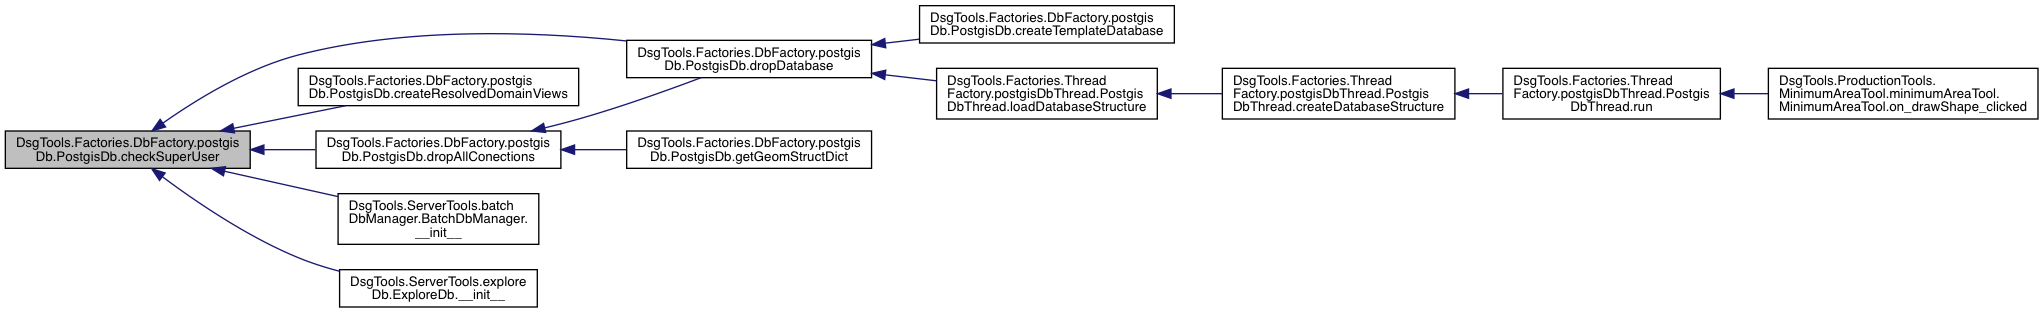 DsgTools.Factories.DbFactory.postgis
Db.PostgisDb.checkSuperUser
DsgTools.Factories.DbFactory.postgis
Db.PostgisDb.createResolvedDomainViews
DsgTools.Factories.DbFactory.postgis
Db.PostgisDb.dropAllConections
DsgTools.ServerTools.batch
DbManager.BatchDbManager.
__init__
DsgTools.ServerTools.explore
Db.ExploreDb.__init__
DsgTools.Factories.DbFactory.postgis
Db.PostgisDb.dropDatabase
DsgTools.Factories.DbFactory.postgis
Db.PostgisDb.getGeomStructDict
DsgTools.Factories.DbFactory.postgis
Db.PostgisDb.createTemplateDatabase
DsgTools.Factories.Thread
Factory.postgisDbThread.Postgis
DbThread.loadDatabaseStructure
DsgTools.Factories.Thread
Factory.postgisDbThread.Postgis
DbThread.createDatabaseStructure
DsgTools.Factories.Thread
Factory.postgisDbThread.Postgis
DbThread.run
DsgTools.ProductionTools.
MinimumAreaTool.minimumAreaTool.
MinimumAreaTool.on_drawShape_clicked